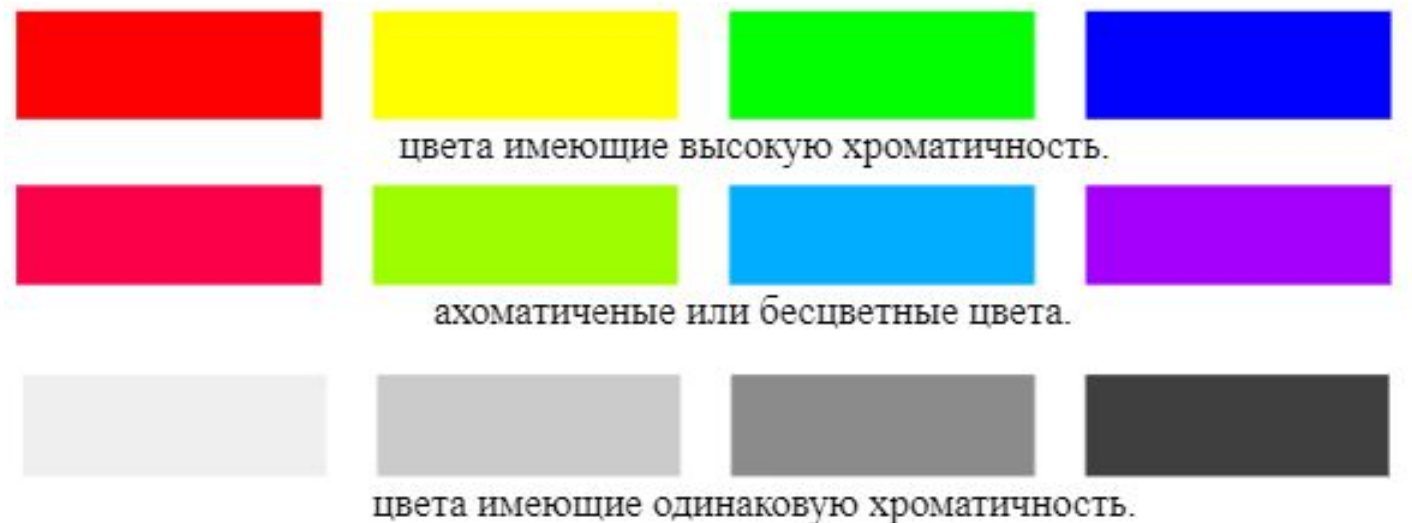 цвета имеющие высокую хроматичность.
ахоматиченые или бесцветные цвета.
цвета имеющие одинаковую хроматичность.